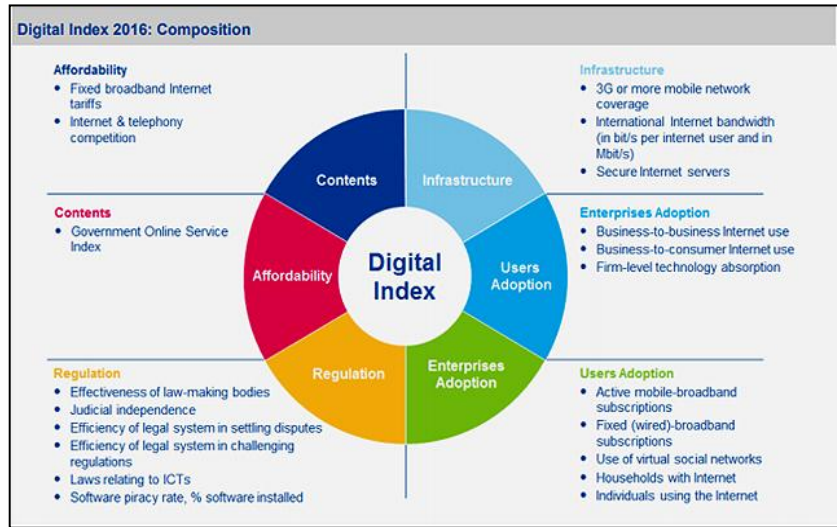 Digital Index 2016: Composition
Affordability
• Fixed broadband Internet
tariffs
• Internet & telephony
competition
Contents
• Government Online Service
Index
Regulation
• Effectiveness of law-making bodies
• Judicial independence
• Efficiency of legal system in settling disputes
• Efficiency of legal system in challenging
regulations
• Laws relating to ICTs
• Software piracy rate, % software installed
Contents
Infrastructure
Affordability
Digital
Index
Users
Adoption
Regulation
Enterprises
Adoption
Infrastructure
• 3G or more mobile network
coverage
• International Internet bandwidth
(in bit/s per internet user and in
Mbit/s)
• Secure Internet servers
Enterprises Adoption
• Business-to-business Internet use
• Business-to-consumer Internet use
• Firm-level technology absorption
Users Adoption
• Active mobile-broadband
subscriptions
• Fixed (wired)-broadband
subscriptions
• Use of virtual social networks
• Households with Internet
• Individuals using the Internet